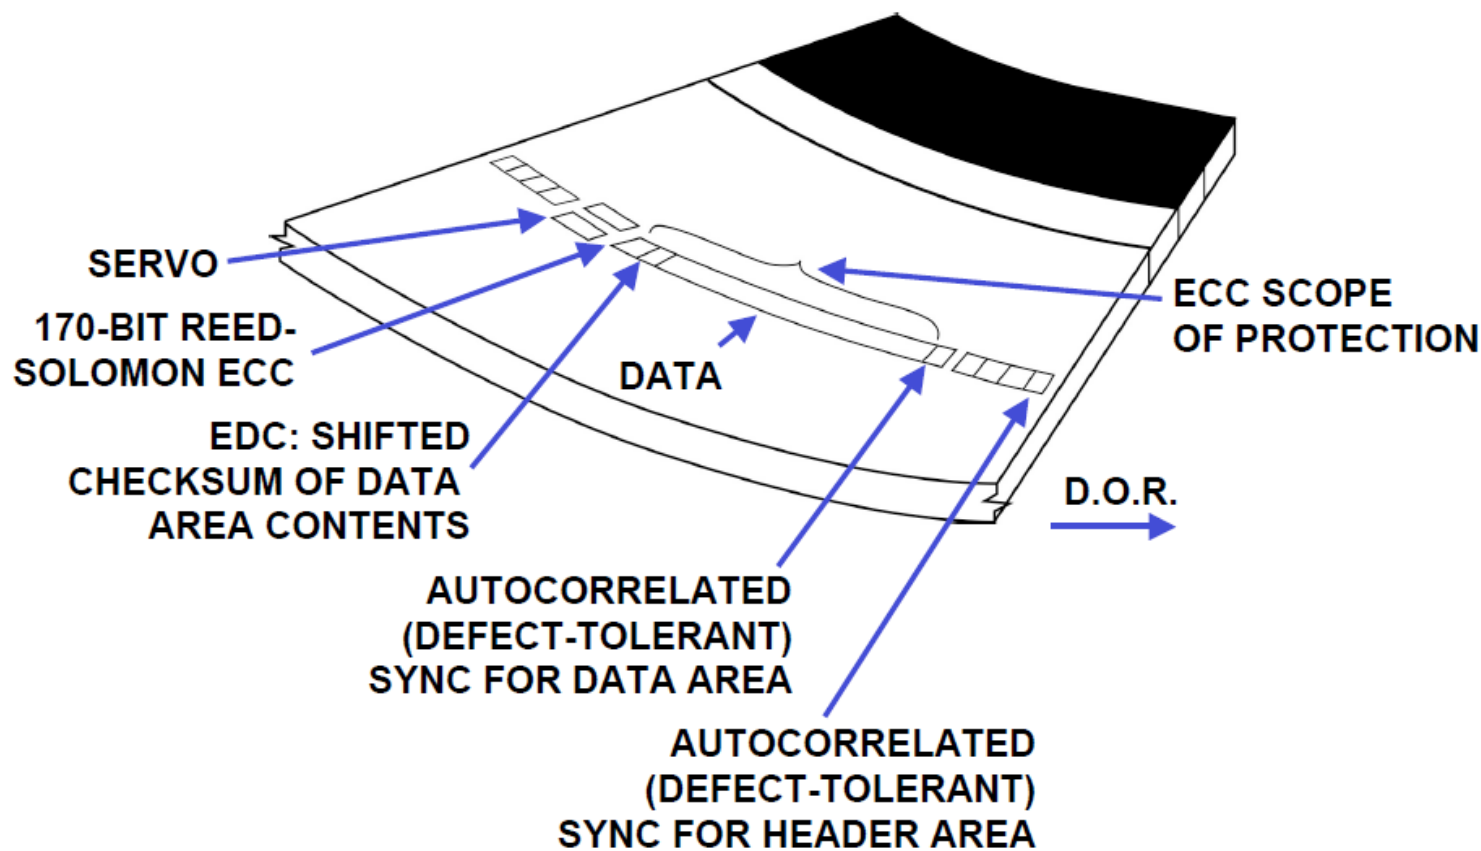 SERVO
170-BIT REED-
SOLOMON ECC
EDC: SHIFTED
CHECKSUM OF DATA
AREA CONTENTS
DATA
ECC SCOPE
OF PROTECTION
D.O.R.
AUTOCORRELATED
(DEFECT-TOLERANT)
SYNC FOR DATA AREA
AUTOCORRELATED
(DEFECT-TOLERANT)
SYNC FOR HEADER AREA